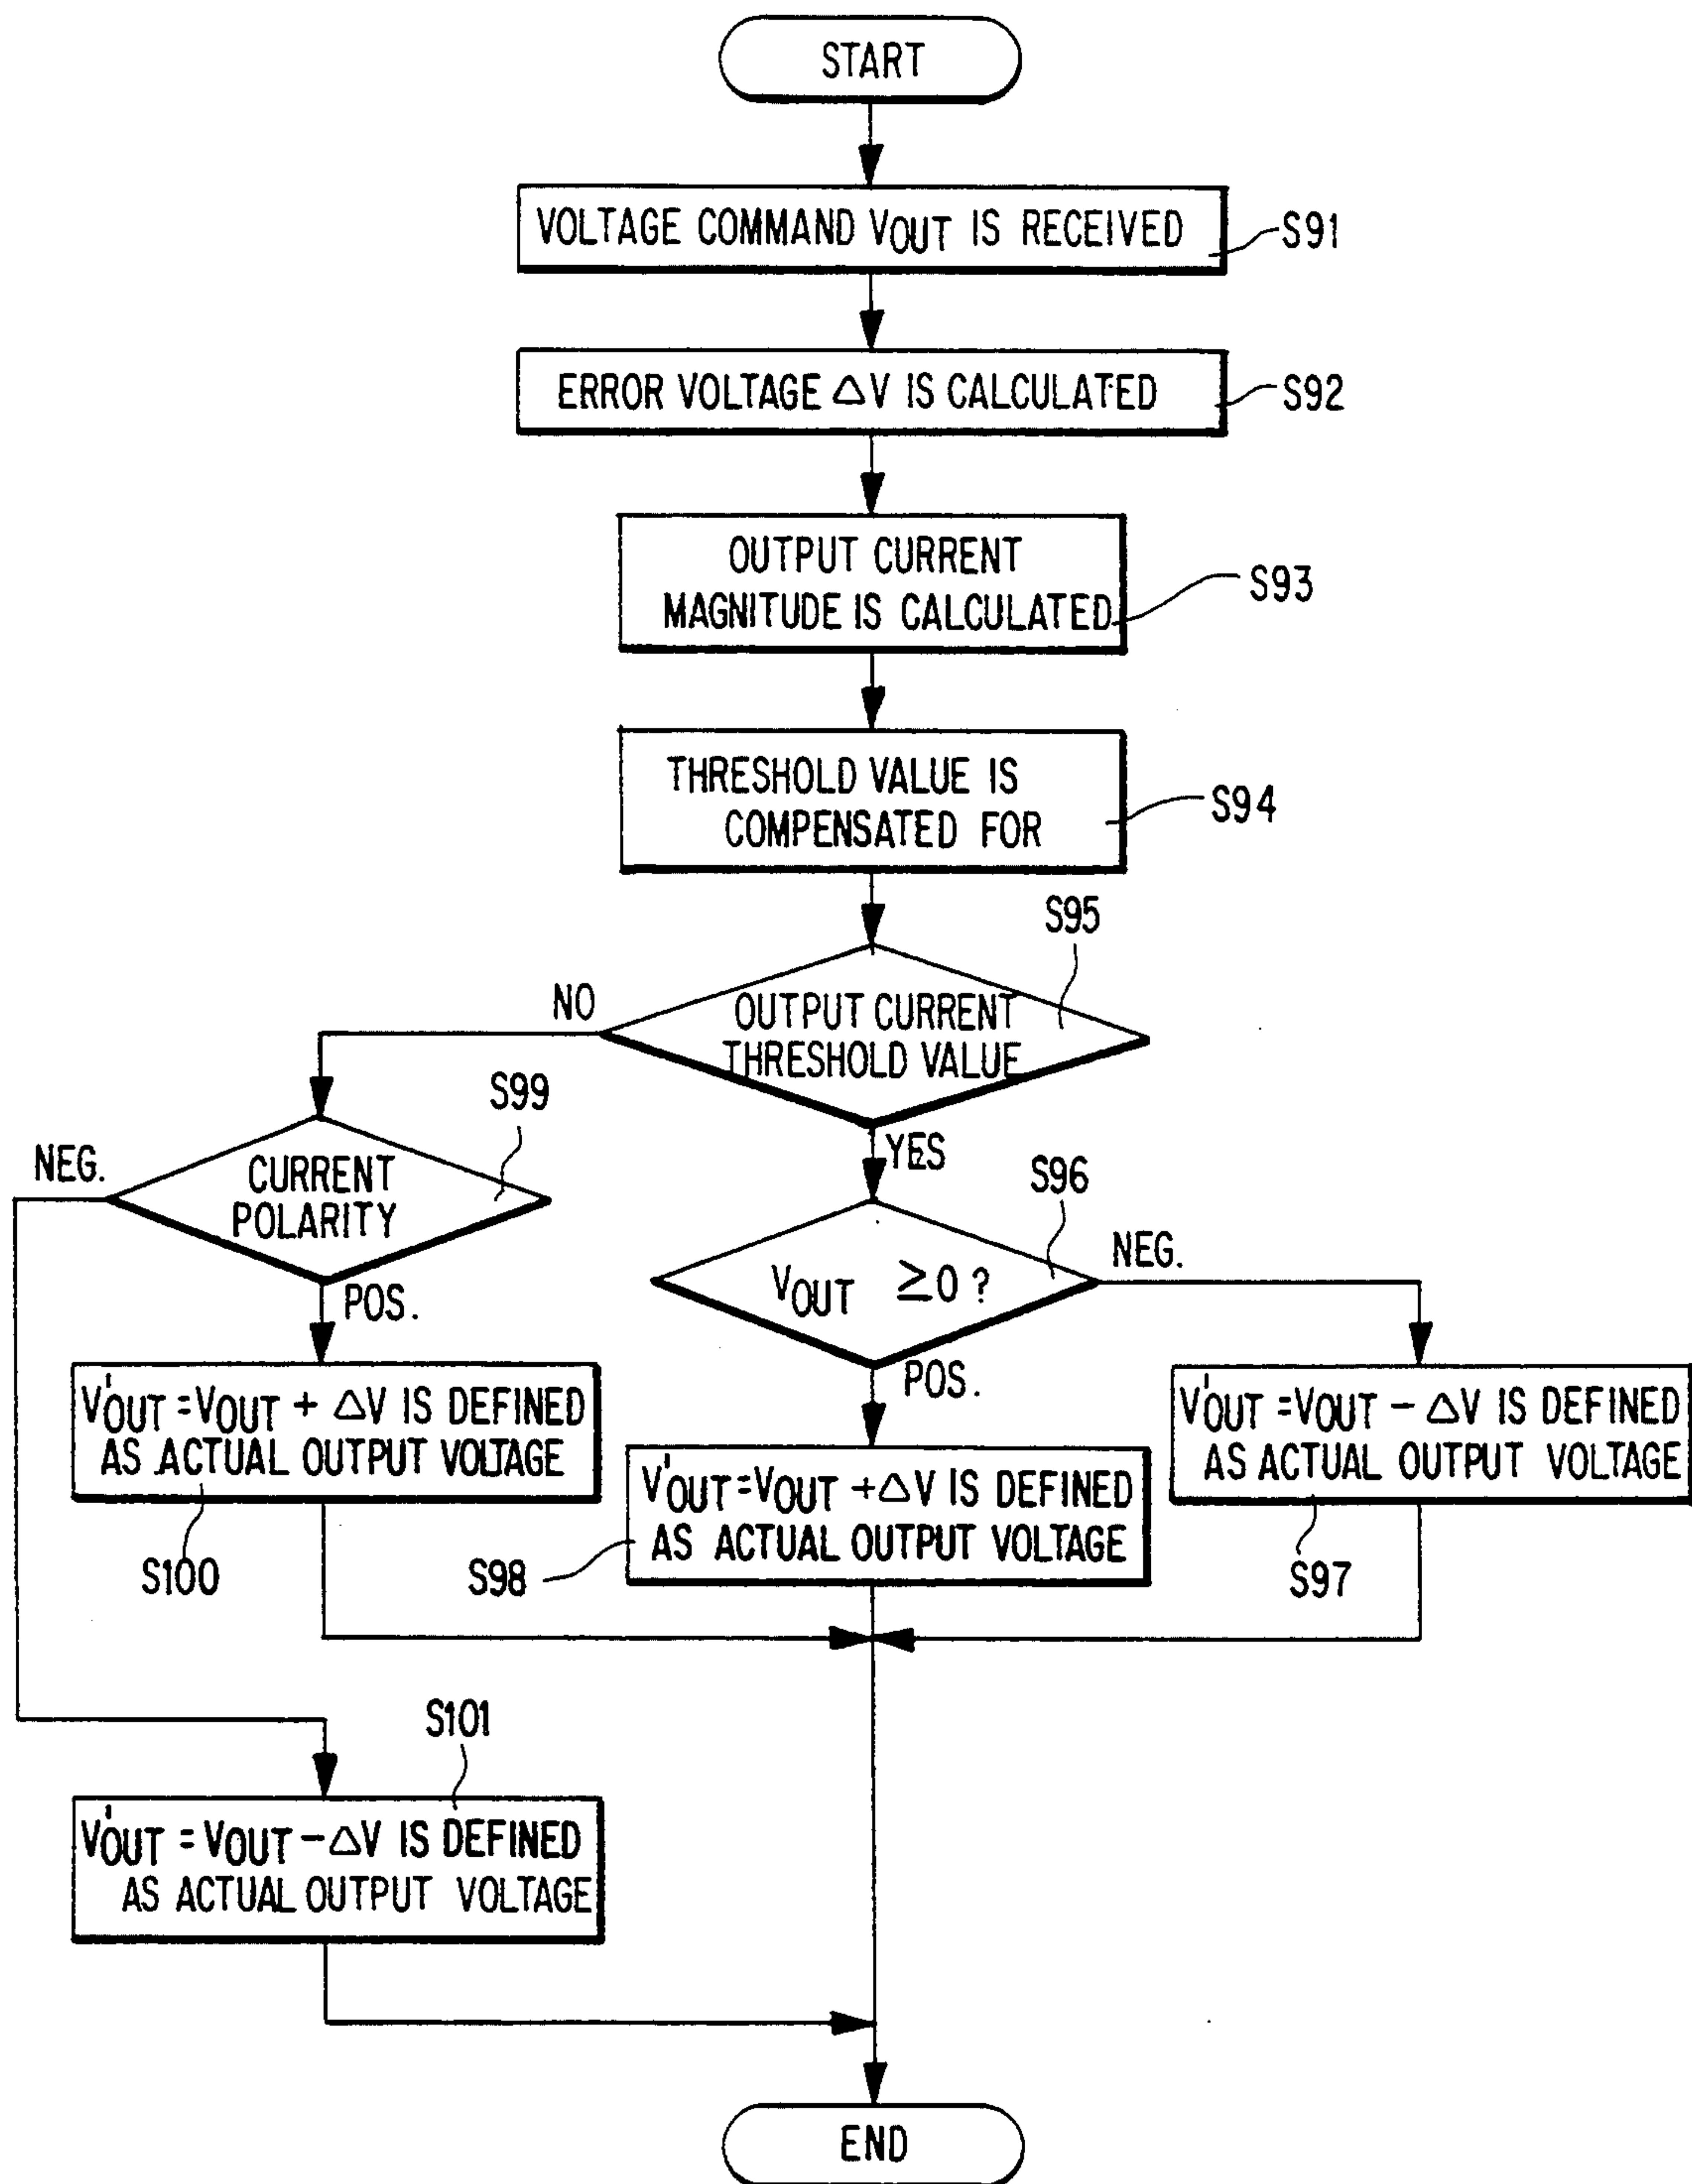 START
VOLTAGE COMMAND VOUT IS RECEIVED
S91
ERROR VOLTAGE △V IS CALCULATED
S92
OUTPUT CURRENT
MAGNITUDE IS CALCULATED
S93
THRESHOLD VALUE IS
COMPENSATED FOR
S94
S95
NO
OUTPUT CURRENT
THRESHOLD VALUE
S99
YES
NEG.
CURRENT
POLARITY
S96
NEG.
VOUT ≥0 ?
POS.
POS.
V'OUT =VOUT + △V IS DEFINED
AS ACTUAL OUTPUT VOLTAGE
S100
V'OUT=VOUT +△V IS DEFINED
AS ACTUAL OUTPUT VOLTAGE
S98
V'OUT =VOUT - △V IS DEFINED
AS ACTUAL OUTPUT VOLTAGE
S97
S101
V'OUT =VOUT -△V IS DEFINED
AS ACTUAL OUTPUT VOLTAGE
END